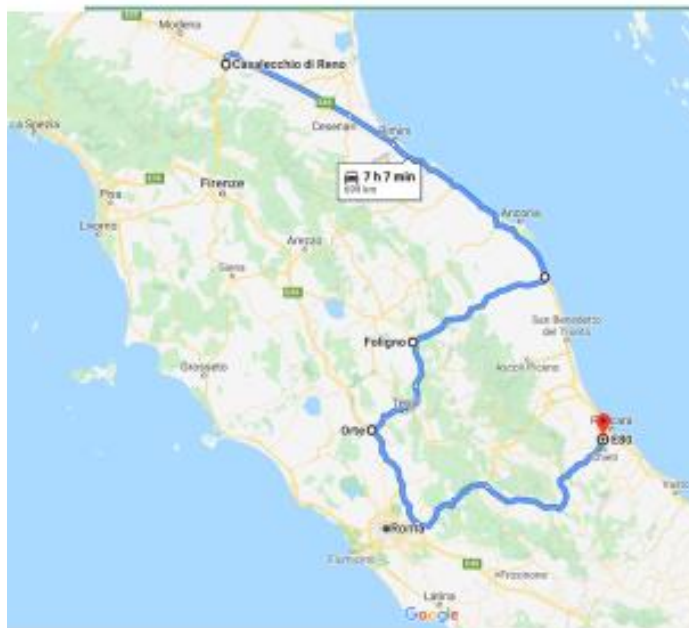 Modena
Casalecchio di Reno
La Spezia
Cesena
Rimini
7 h 7 min
Firenze
Pisa
Livorno
Ancona
Arezzo
Siena
San Benedetto
del Tronto
Foligno
Ascoli Piceno
Grosseto
Orte
E80
Roma
Frosinone
Latina
Google